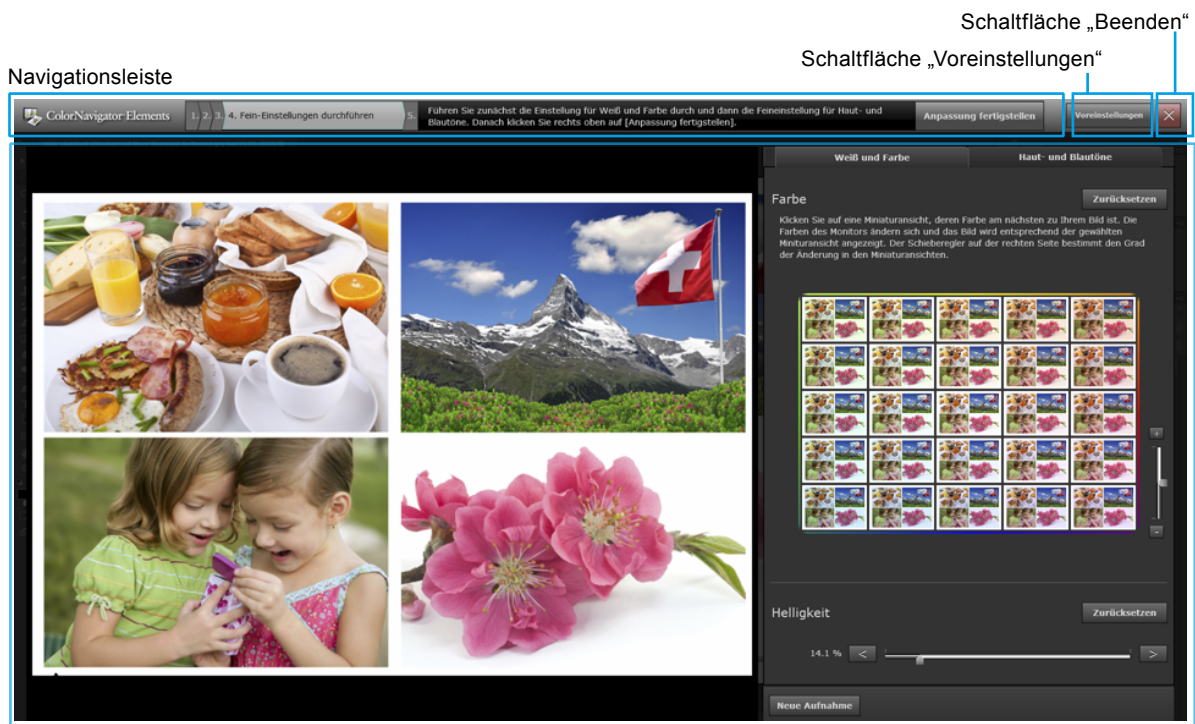 Schaltfläche „Beenden“
Schaltfläche „Voreinstellungen“
Navigationsleiste
ColorNavigator Elements
1. 2. 3. 4. Fein-Einstellungen durchführen 5.
Führen Sie zunächst die Einstellung für Weiß und Farbe durch und dann die Feineinstellung für Haut- und
Blautöne. Danach klicken Sie rechts oben auf [Anpassung fertigstellen].
Anpassung fertigstellen
Voreinstellungen
Weiß und Farbe
Haut- und Blautöne
Farbe
Zurücksetzen
Klicken Sie auf eine Miniaturansicht, deren Farbe am nächsten zu Ihrem Bild ist. Die
Farben des Monitors ändern sich und das Bild wird entsprechend der gewählten
Minituransicht angezeigt. Der Schieberegler auf der rechten Seite bestimmt den Grad
der Änderung in den Miniaturansichten.
+
-
Helligkeit
Zurücksetzen
14.1 % < >
Neue Aufnahme